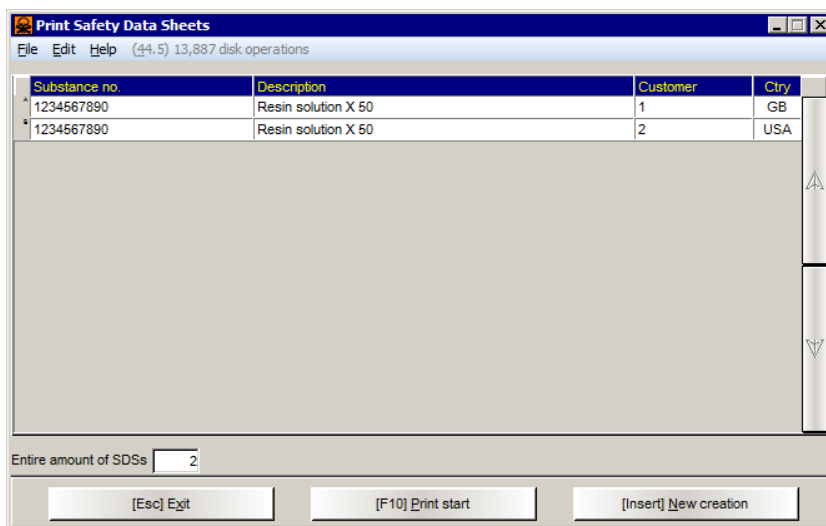 Print Safety Data Sheets
File Edit Help (44.5) 13,887 disk operations
Substance no. Description Customer Ctry
1234567890 Resin solution X 50 1 GB
1234567890 Resin solution X 50 2 USA
Entire amount of SDSs 2
[Esc] Exit [F10] Print start [Insert] New creation